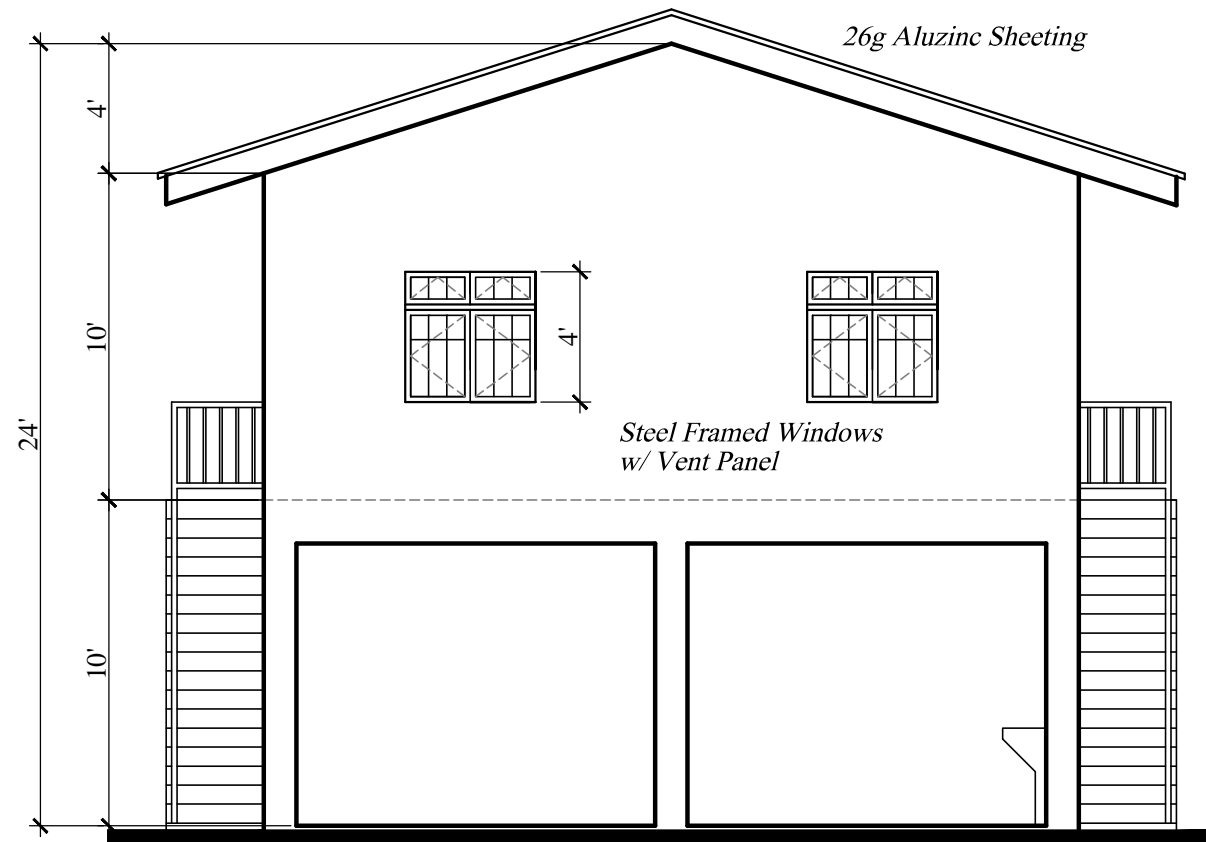 26g Aluzinc Sheeting
4'
10'
4'
24'
Steel Framed Windows
w/ Vent Panel
10'